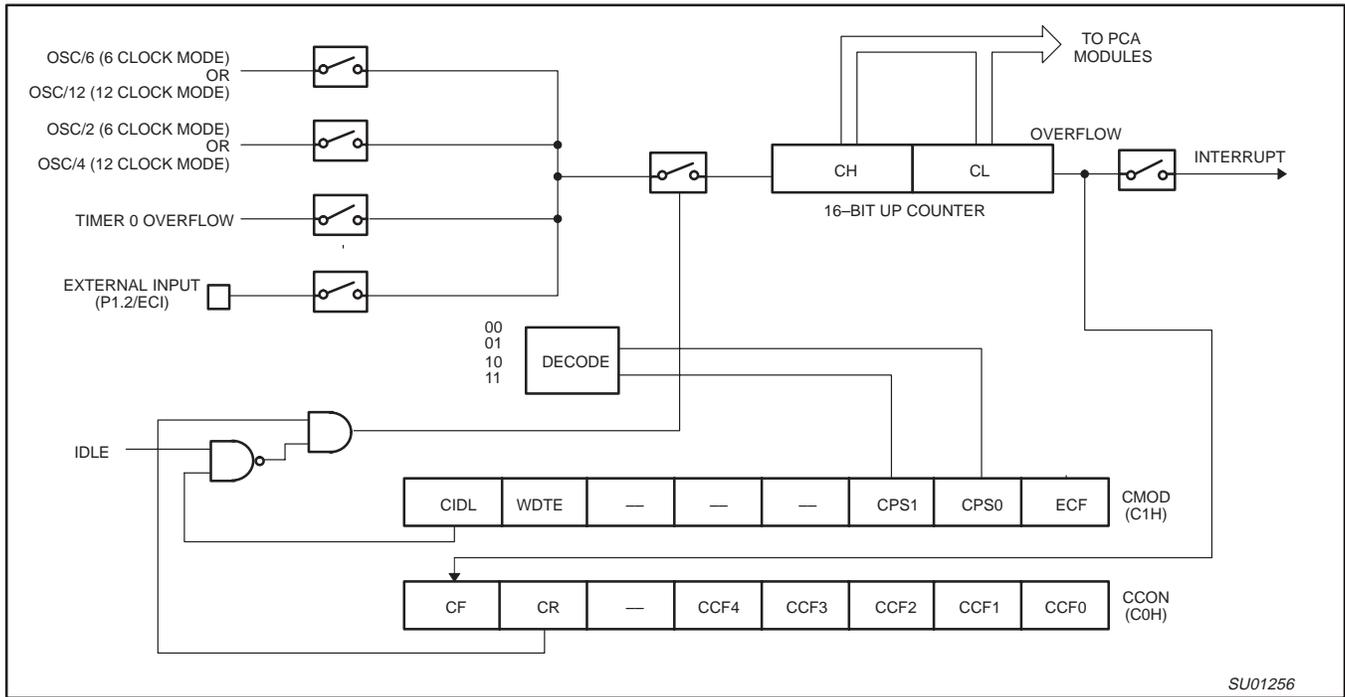 OSC/6 (6 CLOCK MODE)
OR
OSC/12 (12 CLOCK MODE)
OSC/2 (6 CLOCK MODE)
OR
OSC/4 (12 CLOCK MODE)
TIMER 0 OVERFLOW
EXTERNAL INPUT
(P1.2/ECI)
TO PCA
MODULES
CH
CL
16–BIT UP COUNTER
OVERFLOW
INTERRUPT
00
01
10
11
DECODE
IDLE
CIDL WDTE –– –– –– CPS1 CPS0 ECF
CMOD
(C1H)
CF CR –– CCF4 CCF3 CCF2 CCF1 CCF0
CCON
(C0H)
SU01256